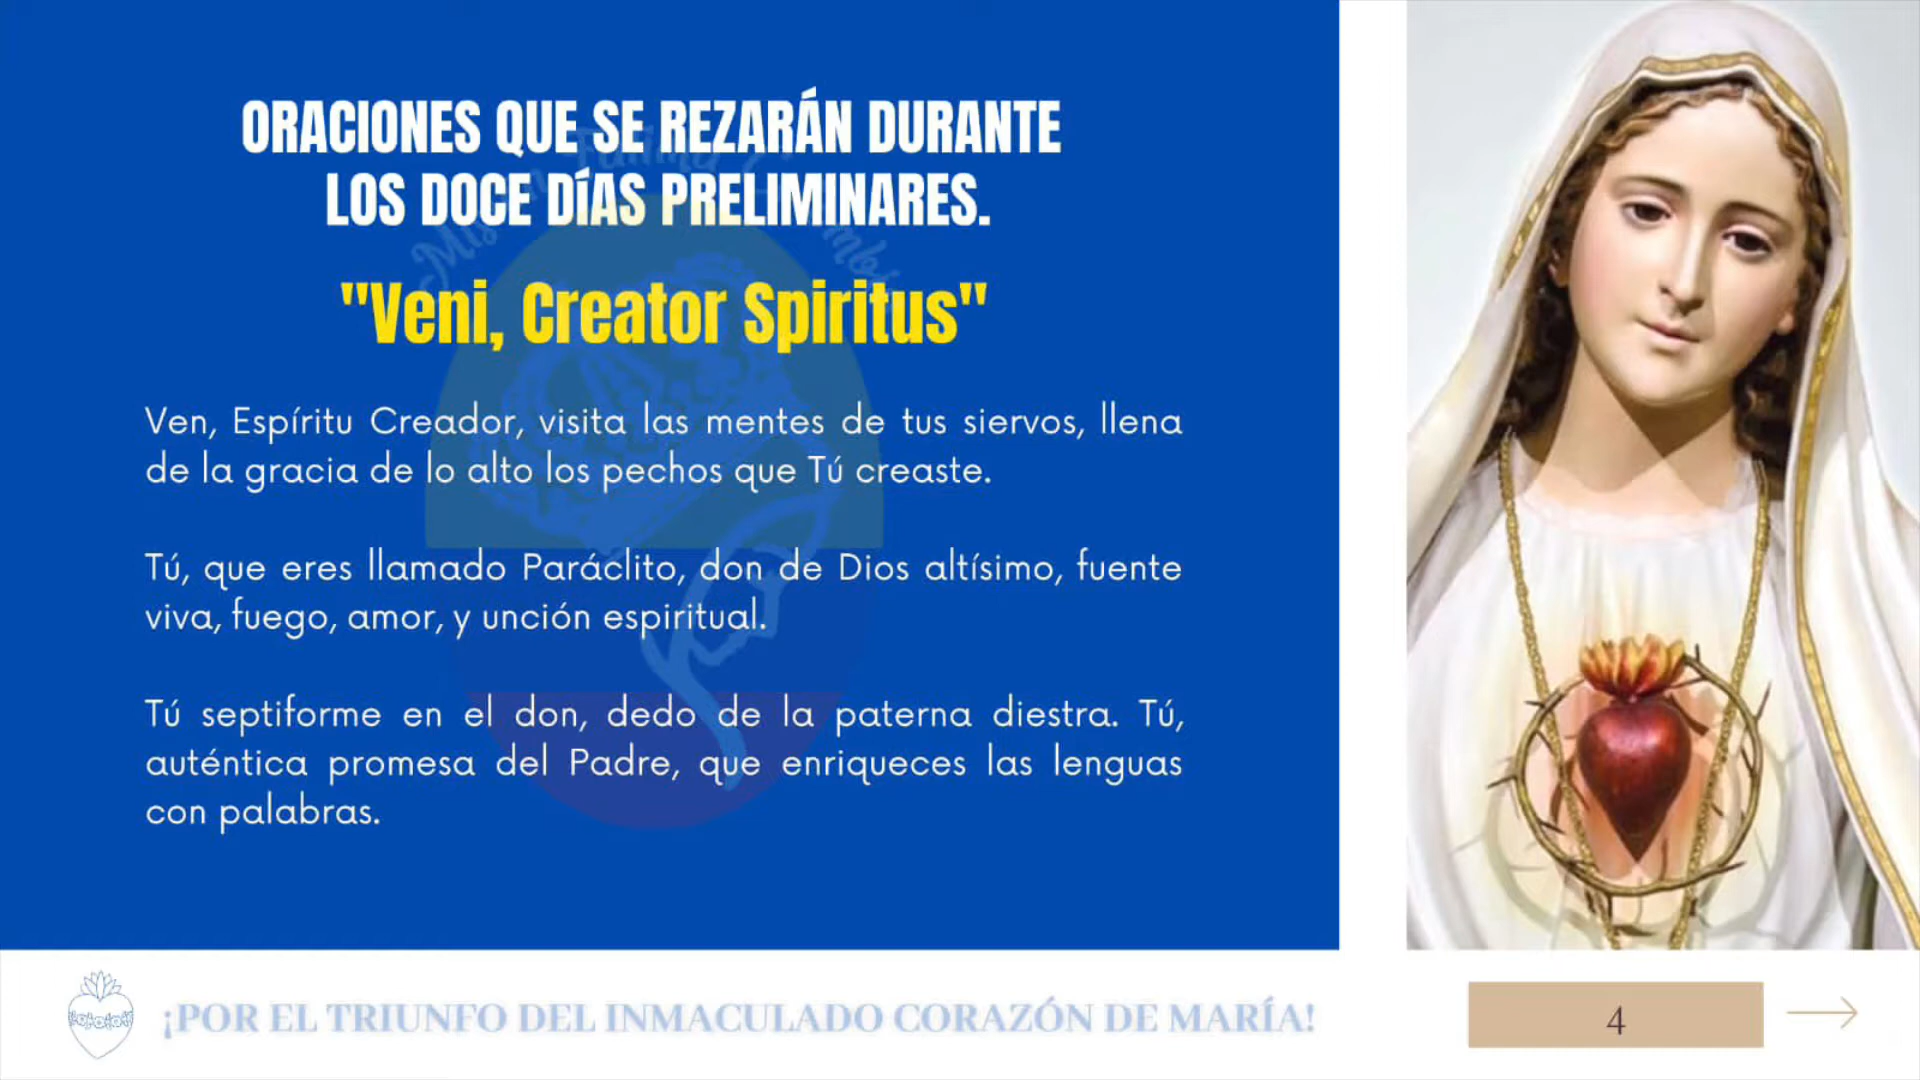 ORACIONES QUE SE REZARÁN DURANTE
LOS DOCE DÍAS PRELIMINARES.
"Veni, Creator Spiritus"
Ven, Espíritu Creador, visita las mentes de tus siervos, llena
de la gracia de lo alto los pechos que Tú creaste.
Tú, que eres llamado Paráclito, don de Dios altísimo, fuente
viva, fuego, amor, y unción espiritual.
Tú septiforme en el don, dedo de la paterna diestra. Tú,
auténtica promesa del Padre, que enriqueces las lenguas
con palabras.
¡POR EL TRIUNFO DEL INMACULADO CORAZÓN DE MARÍA!
4